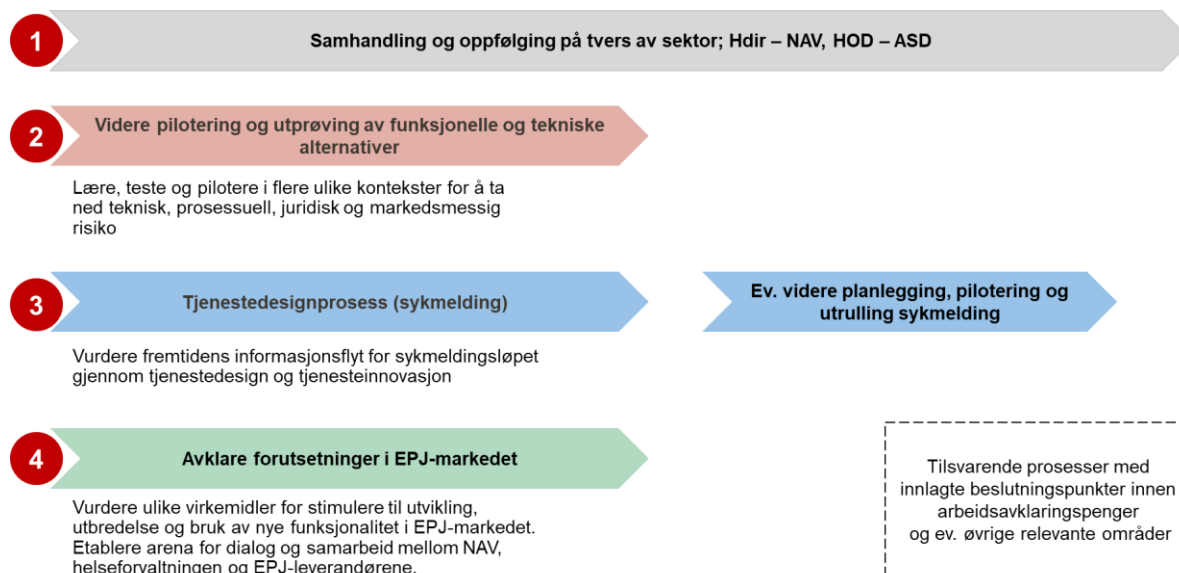 1
Samhandling og oppfølging på tvers av sektor; Hdir – NAV, HOD – ASD
2
Videre pilotering og utprøving av funksjonelle og tekniske
alternativer
Lære, teste og pilotere i flere ulike kontekster for å ta
ned teknisk, prosessuell, juridisk og markedsmessig
risiko
3
Tjenestedesignprosess (sykmelding)
Ev. videre planlegging, pilotering og
utrulling sykmelding
Vurdere fremtidens informasjonsflyt for sykmeldingsløpet
gjennom tjenestedesign og tjenesteinnovasjon
4
Avklare forutsetninger i EPJ-markedet
Vurdere ulike virkemidler for stimulere til utvikling,
utbredelse og bruk av nye funksjonalitet i EPJ-markedet.
Etablere arena for dialog og samarbeid mellom NAV,
helseforvaltningen og EPJ-leverandørene.
Tilsvarende prosesser med
innlagte beslutningspunkter innen
arbeidsavklaringspenger
og ev. øvrige relevante områder